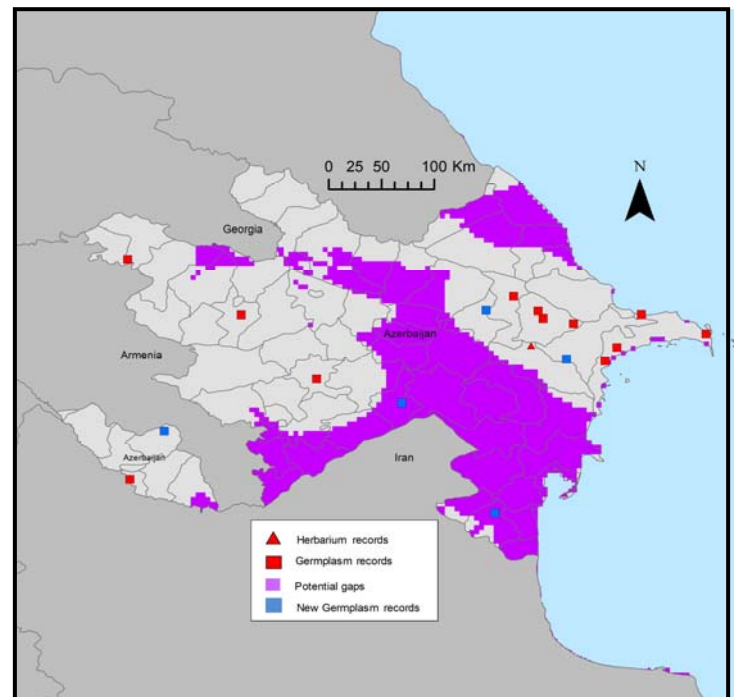 0 25 50 100 Km
N
Georgia
Azerbaijan
Armenia
Azerbaijan
Iran
Herbarium records
Germplasm records
Potential gaps
New Germplasm records